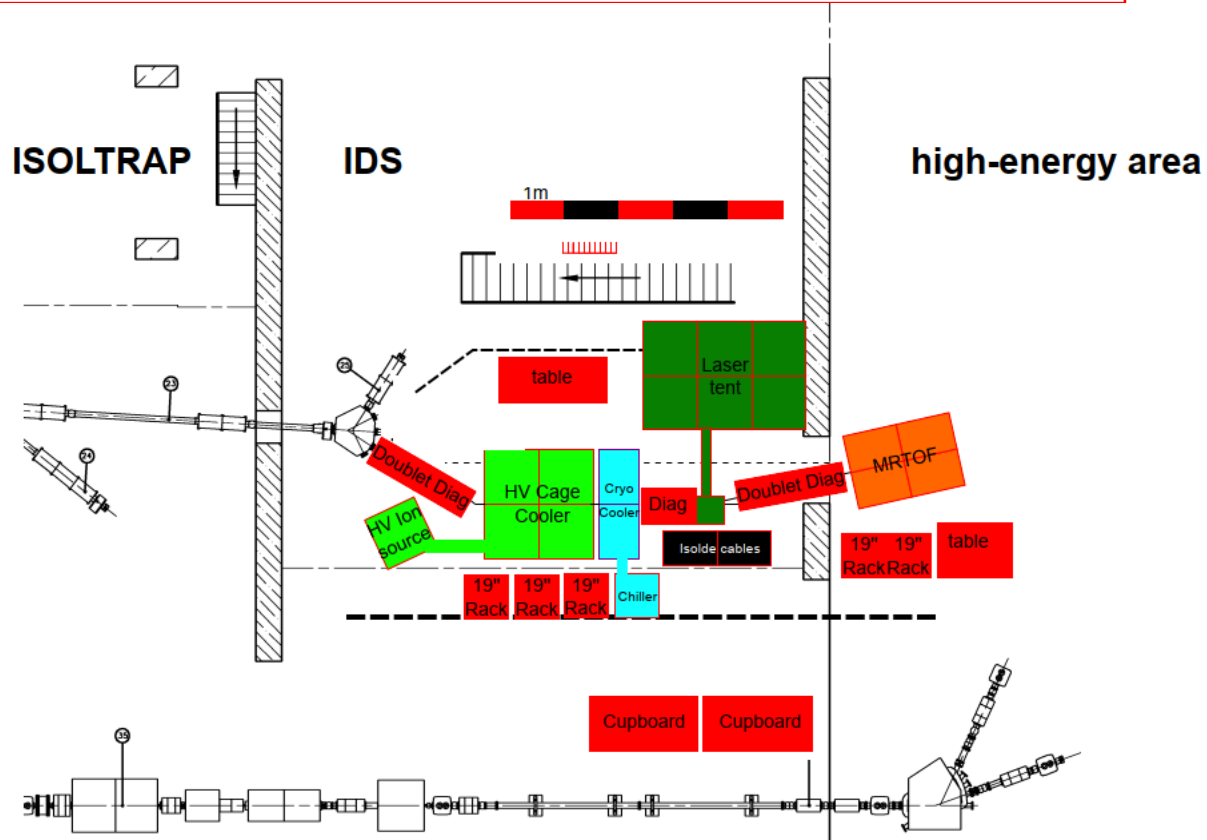 ISOLTRAP
IDS
high-energy area
1m
25
23
24
table
Laser
tent
Doublet Diag
HV Cage
Cooler
Cryo
Cooler
Diag
Doublet Diag
MRTOF
HV Ion
source
Isolde cables
19" 19"
Rack Rack
table
19" 19" 19"
Rack Rack Rack
Chiller
Cupboard Cupboard
35